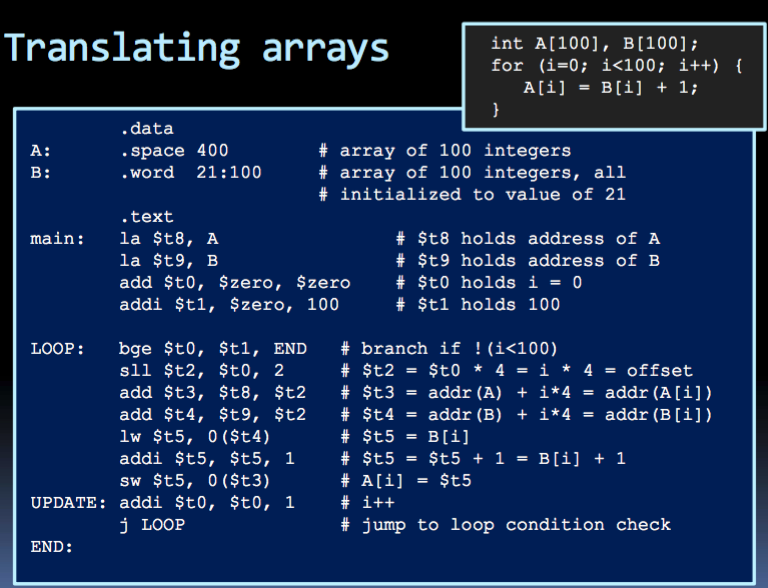 Translating arrays
int A[100], B[100];
for (i=0; i<100; i++) {
   A[i] = B[i] + 1;
}
        .data
A:      .space 400        # array of 100 integers
B:      .word  21:100     # array of 100 integers, all
                          # initialized to value of 21
        .text
main:   la $t8, A                # $t8 holds address of A
        la $t9, B                # $t9 holds address of B
        add $t0, $zero, $zero    # $t0 holds i = 0
        addi $t1, $zero, 100     # $t1 holds 100
LOOP:   bge $t0, $t1, END   # branch if !(i<100)
        sll $t2, $t0, 2     # $t2 = $t0 * 4 = i * 4 = offset
        add $t3, $t8, $t2   # $t3 = addr(A) + i*4 = addr(A[i])
        add $t4, $t9, $t2   # $t4 = addr(B) + i*4 = addr(B[i])
        lw $t5, 0($t4)      # $t5 = B[i]
        addi $t5, $t5, 1    # $t5 = $t5 + 1 = B[i] + 1
        sw $t5, 0($t3)      # A[i] = $t5
UPDATE: addi $t0, $t0, 1    # i++
        j LOOP              # jump to loop condition check
END: